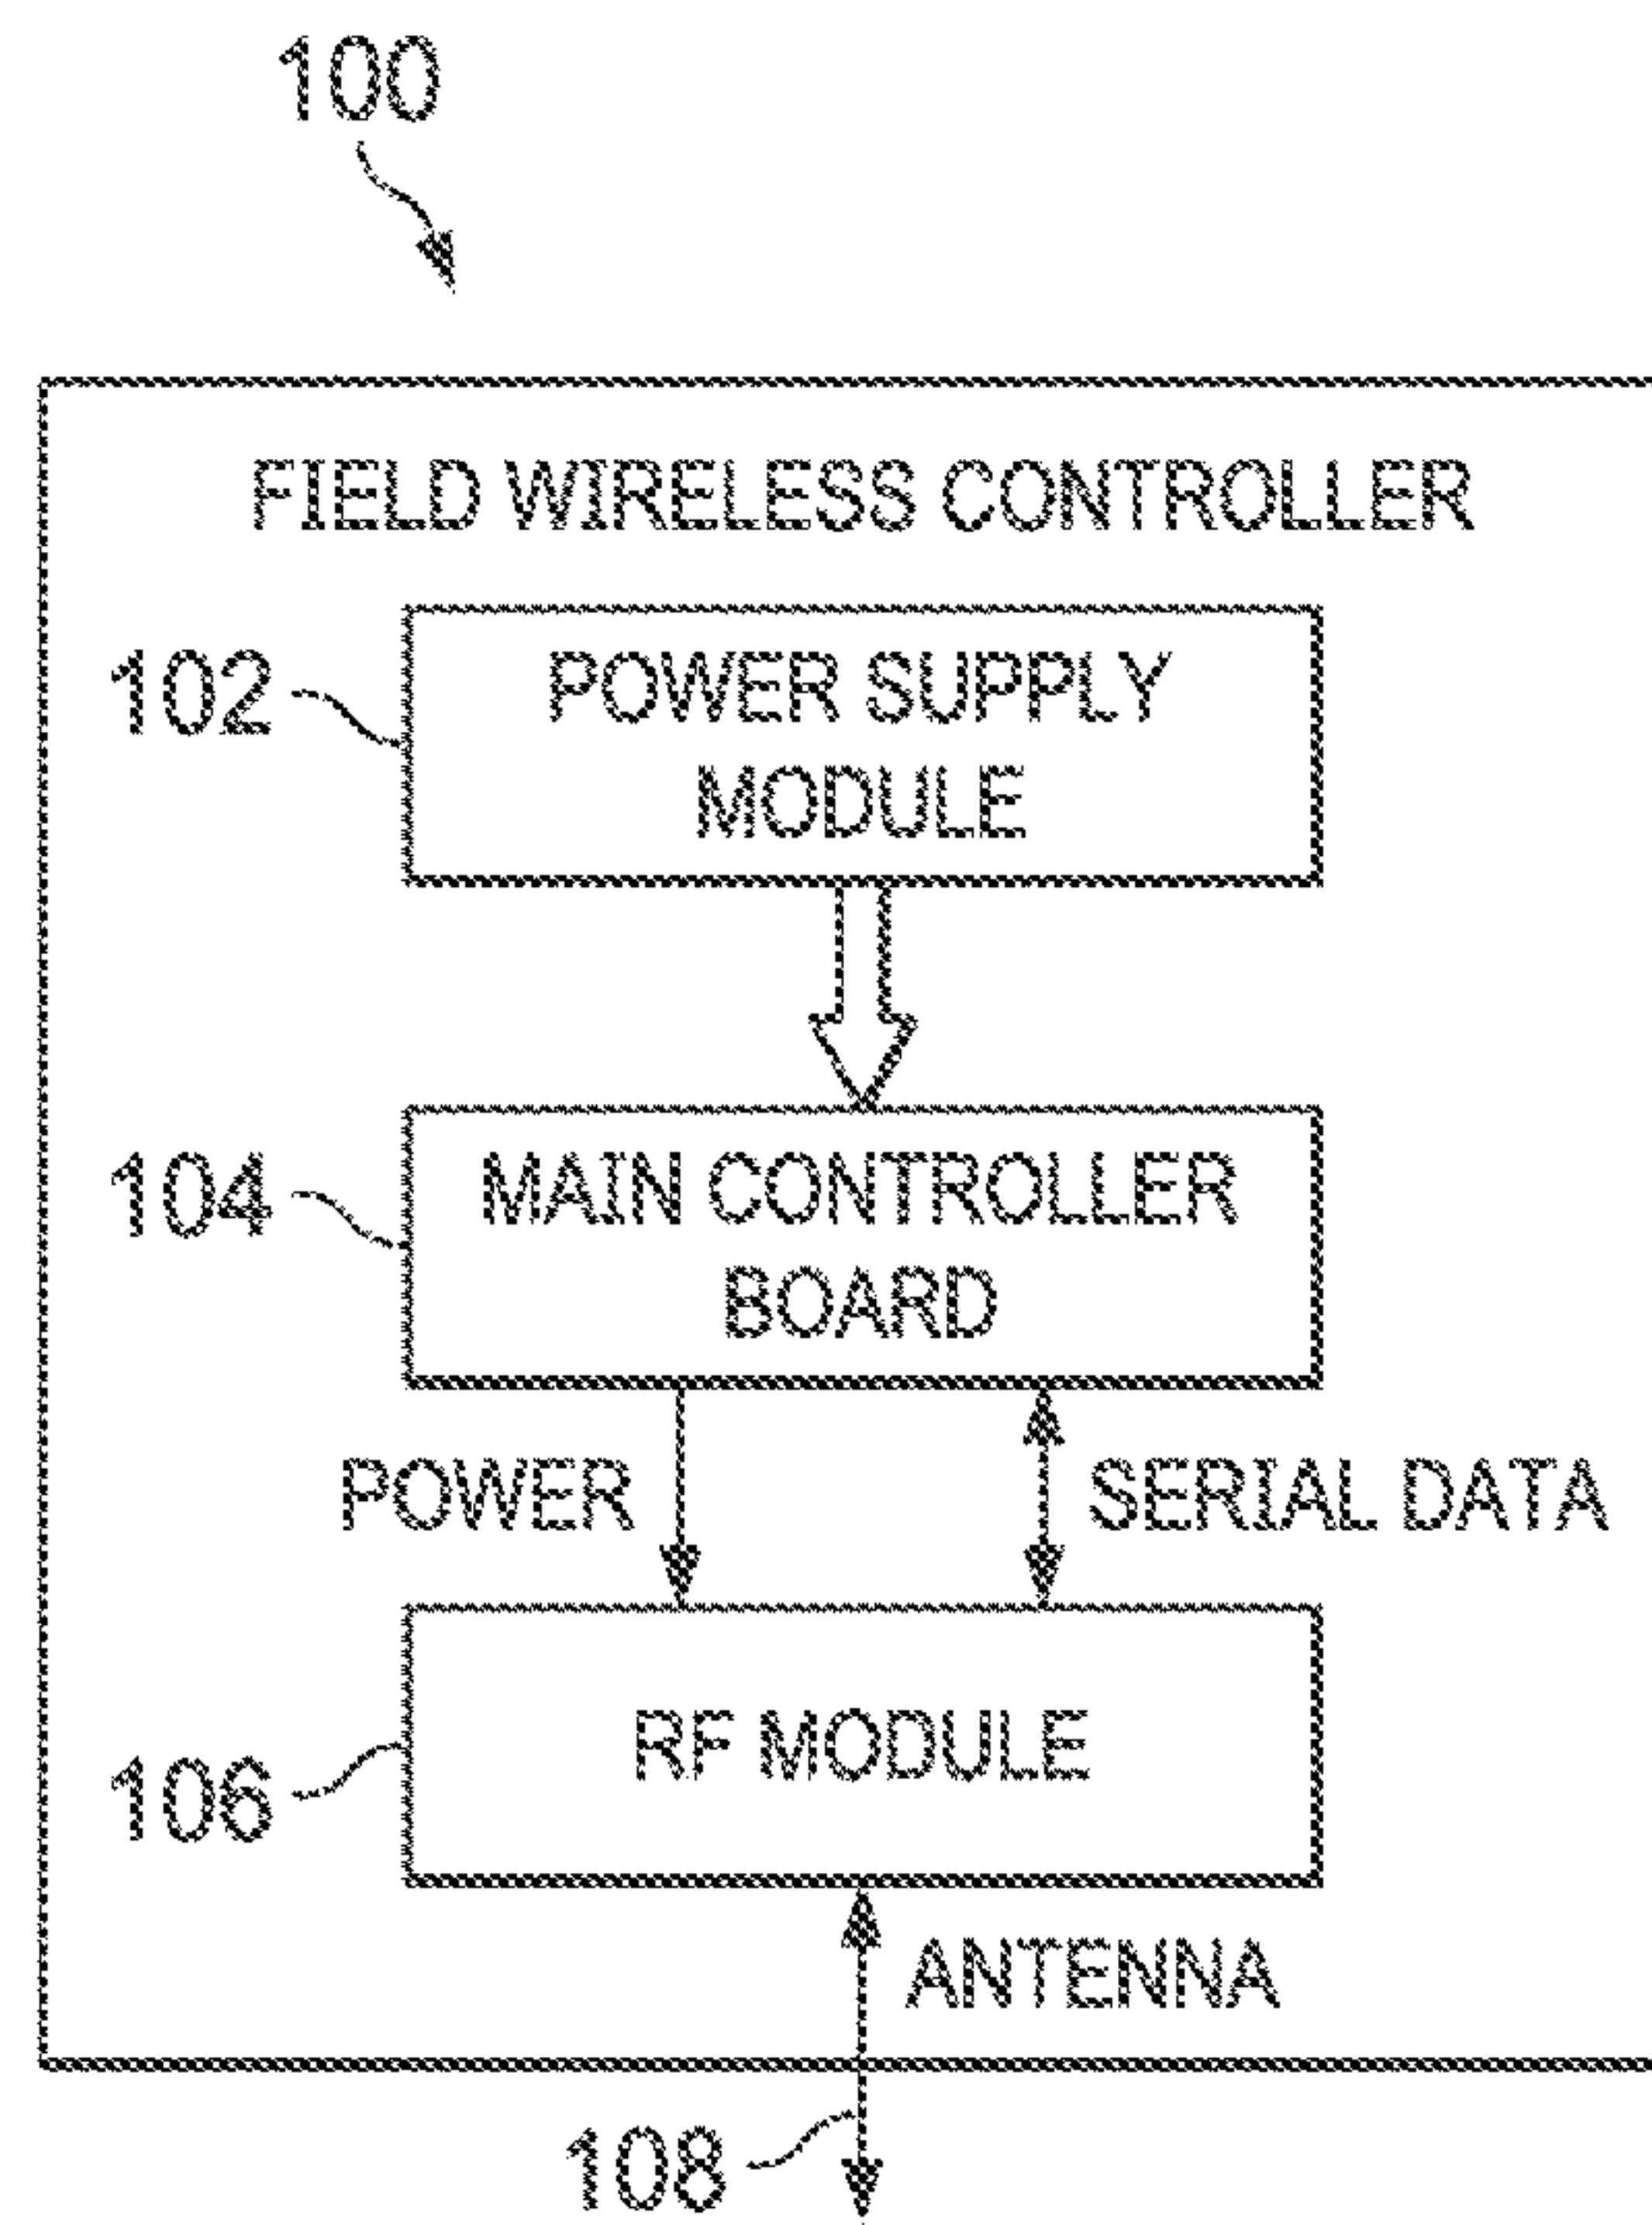 100
FIELD WIRELESS CONTROLLER
102
POWER SUPPLY
MODULE
104
MAIN CONTROLLER
BOARD
POWER
SERIAL DATA
106
RF MODULE
ANTENNA
108